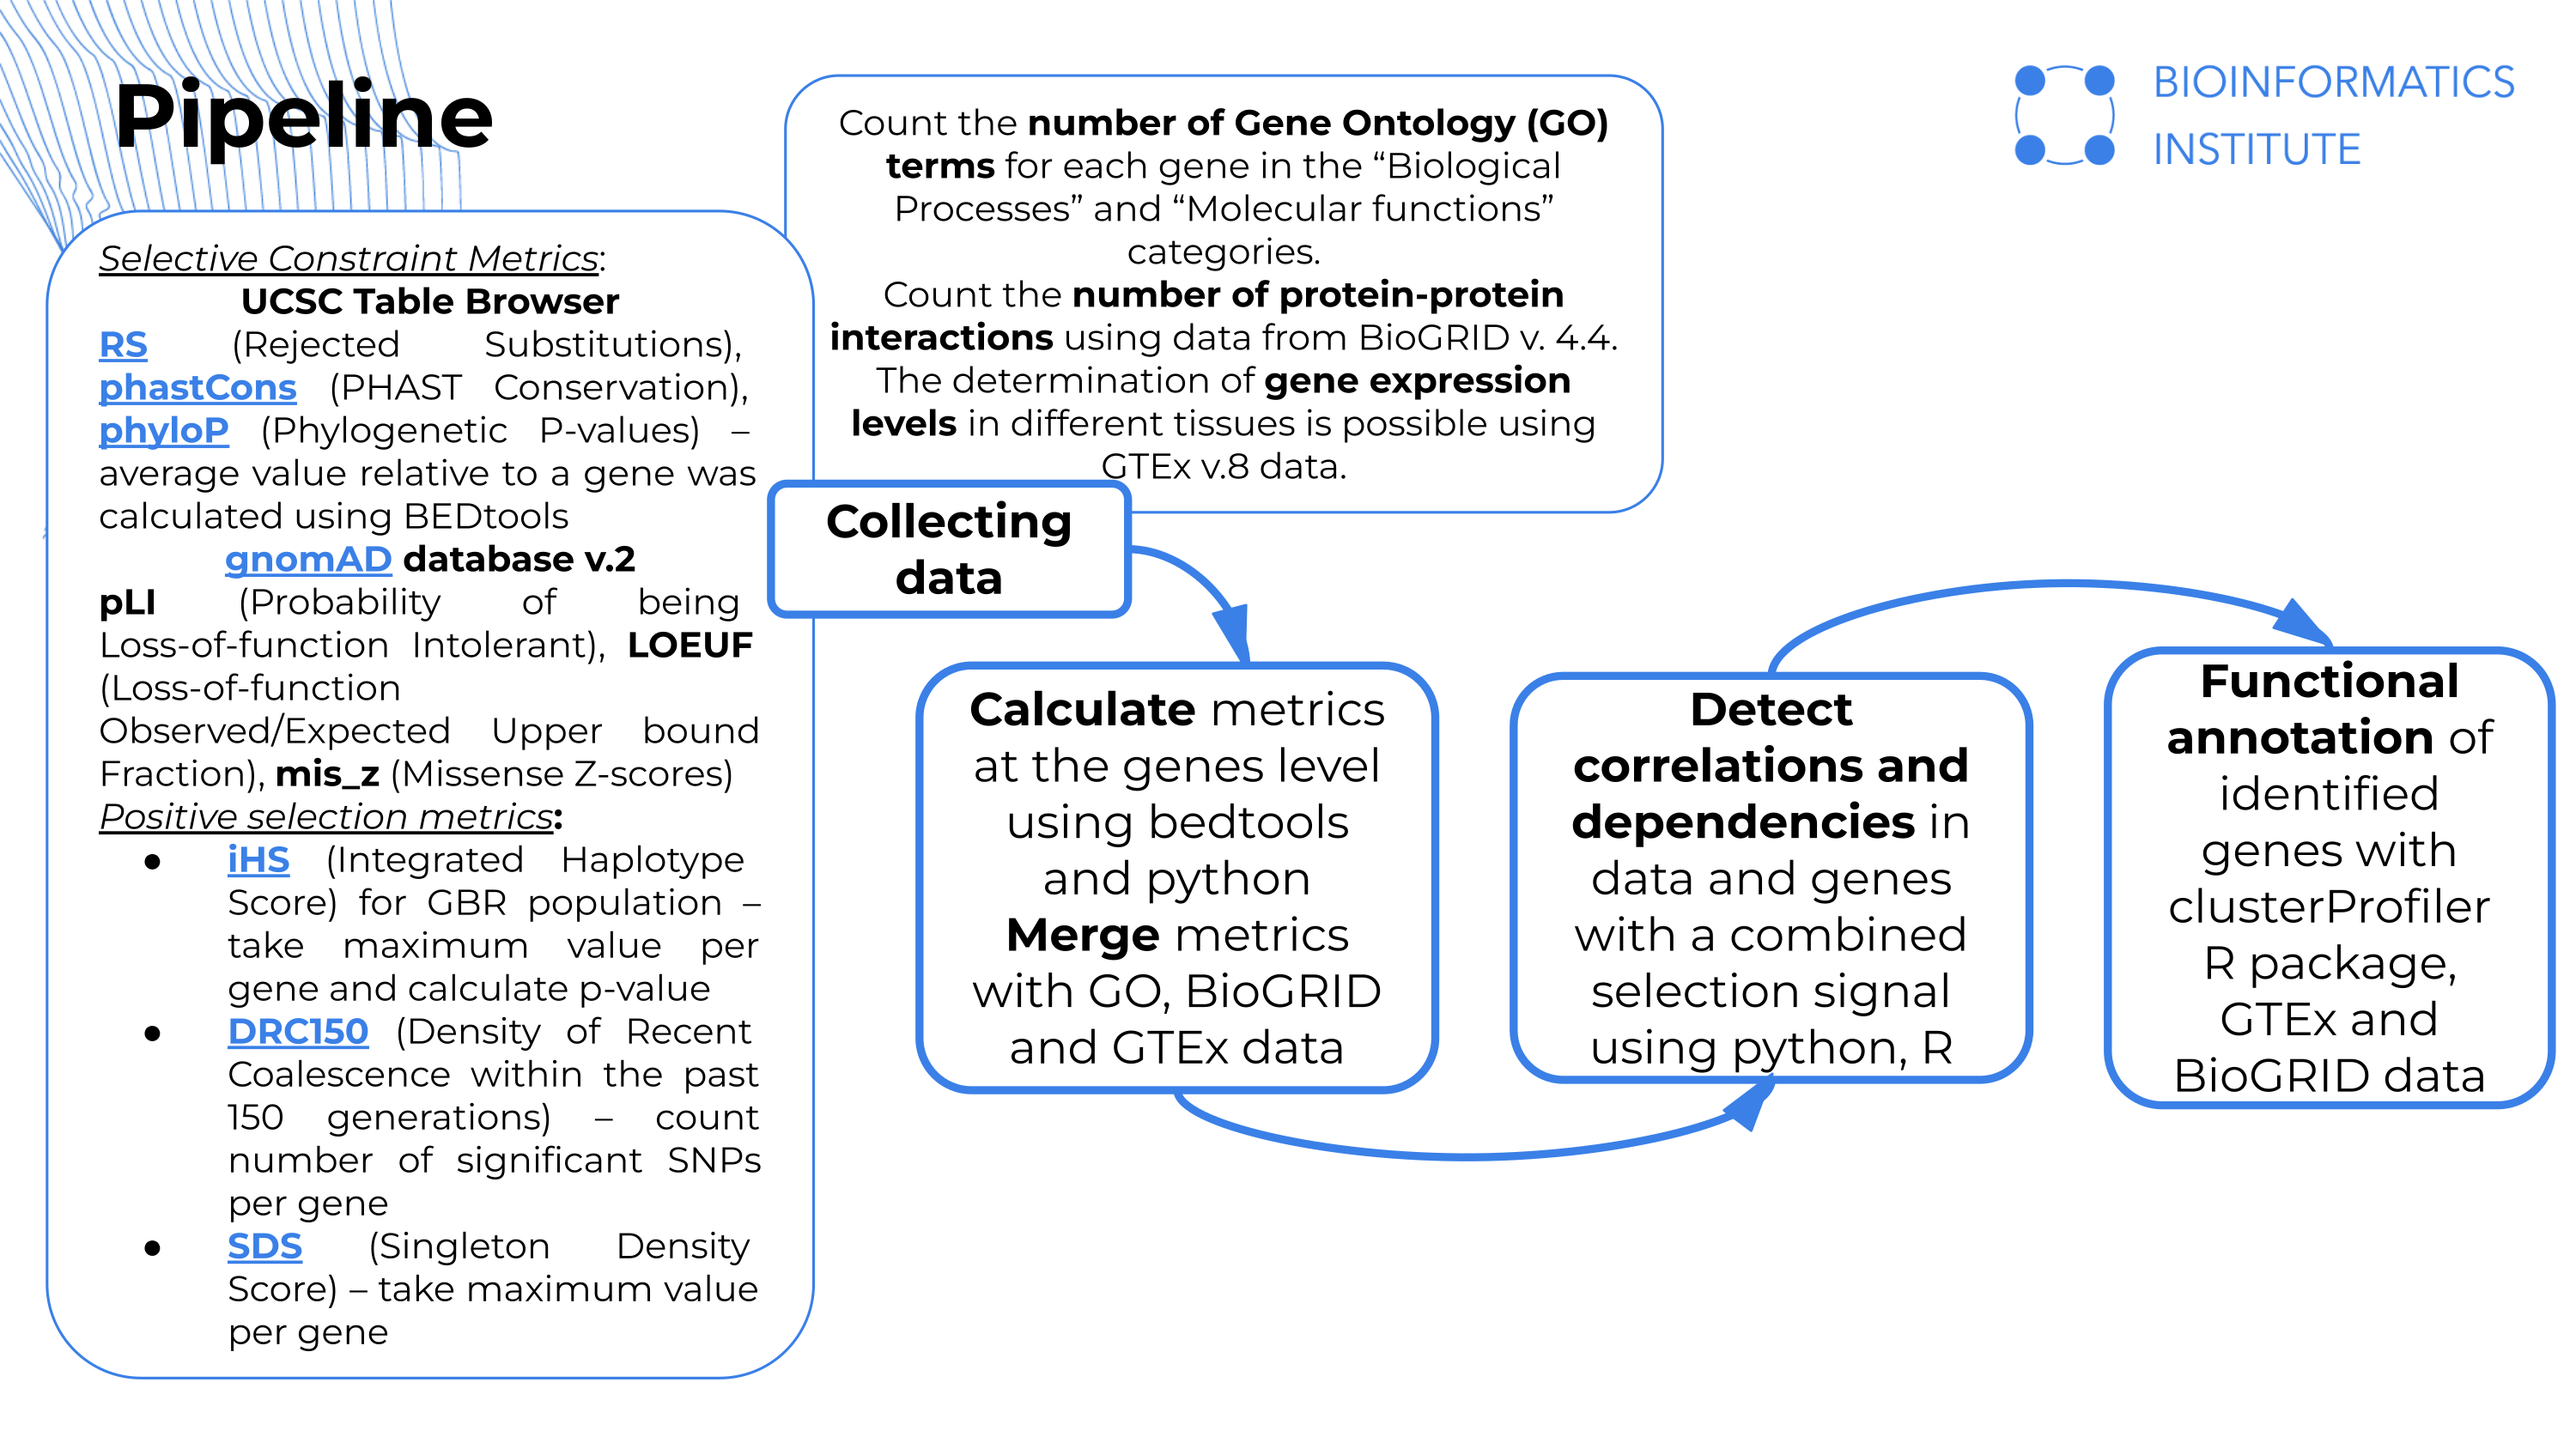 Pipeline
BIOINFORMATICS
INSTITUTE
Count the number of Gene Ontology (GO)
terms for each gene in the “Biological
Processes” and “Molecular functions”
categories.
Count the number of protein-protein
interactions using data from BioGRID v. 4.4.
The determination of gene expression
levels in different tissues is possible using
GTEx v.8 data.
Selective Constraint Metrics:
UCSC Table Browser
RS (Rejected Substitutions),
phastCons (PHAST Conservation),
phyloP (Phylogenetic P-values) –
average value relative to a gene was
calculated using BEDtools
gnomAD database v.2
pLI (Probability of being
Loss-of-function Intolerant), LOEUF
(Loss-of-function
Observed/Expected Upper bound
Fraction), mis_z (Missense Z-scores)
Positive selection metrics:
● iHS (Integrated Haplotype
Score) for GBR population –
take maximum value per
gene and calculate p-value
● DRC150 (Density of Recent
Coalescence within the past
150 generations) – count
number of significant SNPs
per gene
● SDS (Singleton Density
Score) – take maximum value
per gene
Collecting
data
Calculate metrics
at the genes level
using bedtools
and python
Merge metrics
with GO, BioGRID
and GTEx data
Detect
correlations and
dependencies in
data and genes
with a combined
selection signal
using python, R
Functional
annotation of
identified
genes with
clusterProfiler
R package,
GTEx and
BioGRID data